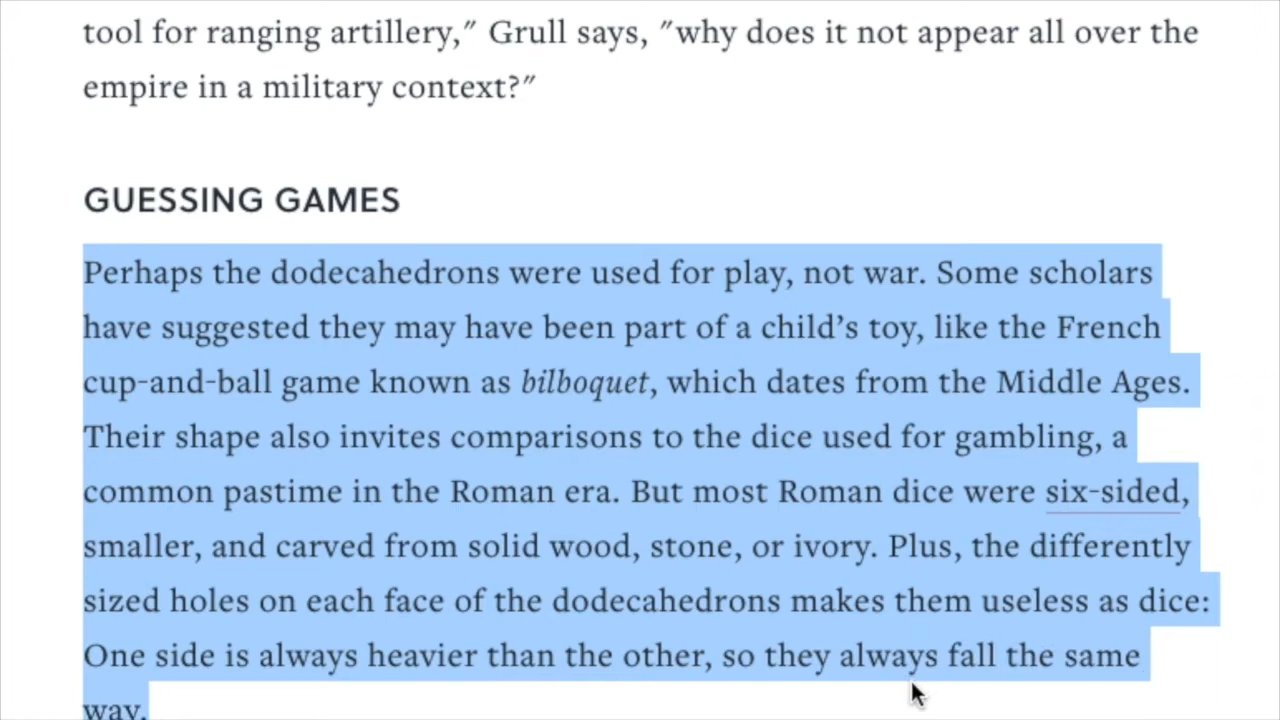 tool for ranging artillery,″ Grull says, ″why does it not appear all over the
empire in a military context?″
GUESSING GAMES
Perhaps the dodecahedrons were used for play, not war. Some scholars
have suggested they may have been part of a child’s toy, like the French
cup-and-ball game known as bilboquet, which dates from the Middle Ages.
Their shape also invites comparisons to the dice used for gambling, a
common pastime in the Roman era. But most Roman dice were six-sided,
smaller, and carved from solid wood, stone, or ivory. Plus, the differently
sized holes on each face of the dodecahedrons makes them useless as dice:
One side is always heavier than the other, so they always fall the same
way.